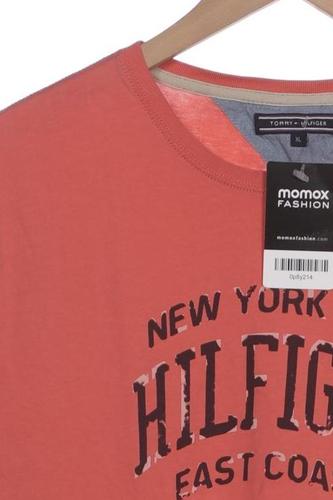 TOMMY HILFIGER
XL
momox
FASHION
momoxfashion.com
0p8y214
NEW YORK
HILFIG
EAST COA